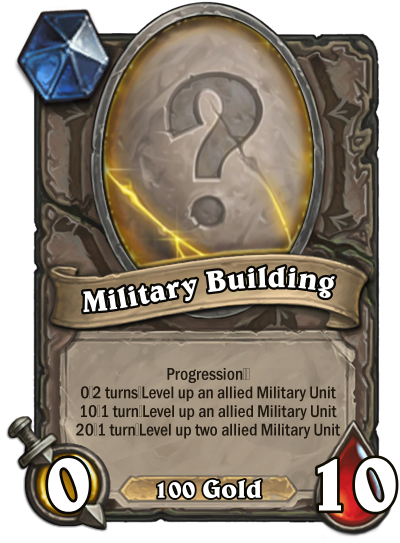 Military Building
Progression▯
0▯2 turns▯Level up an allied Military Unit
10▯1 turn▯Level up an allied Military Unit
20▯1 turn▯Level up two allied Military Unit
0
100 Gold
10